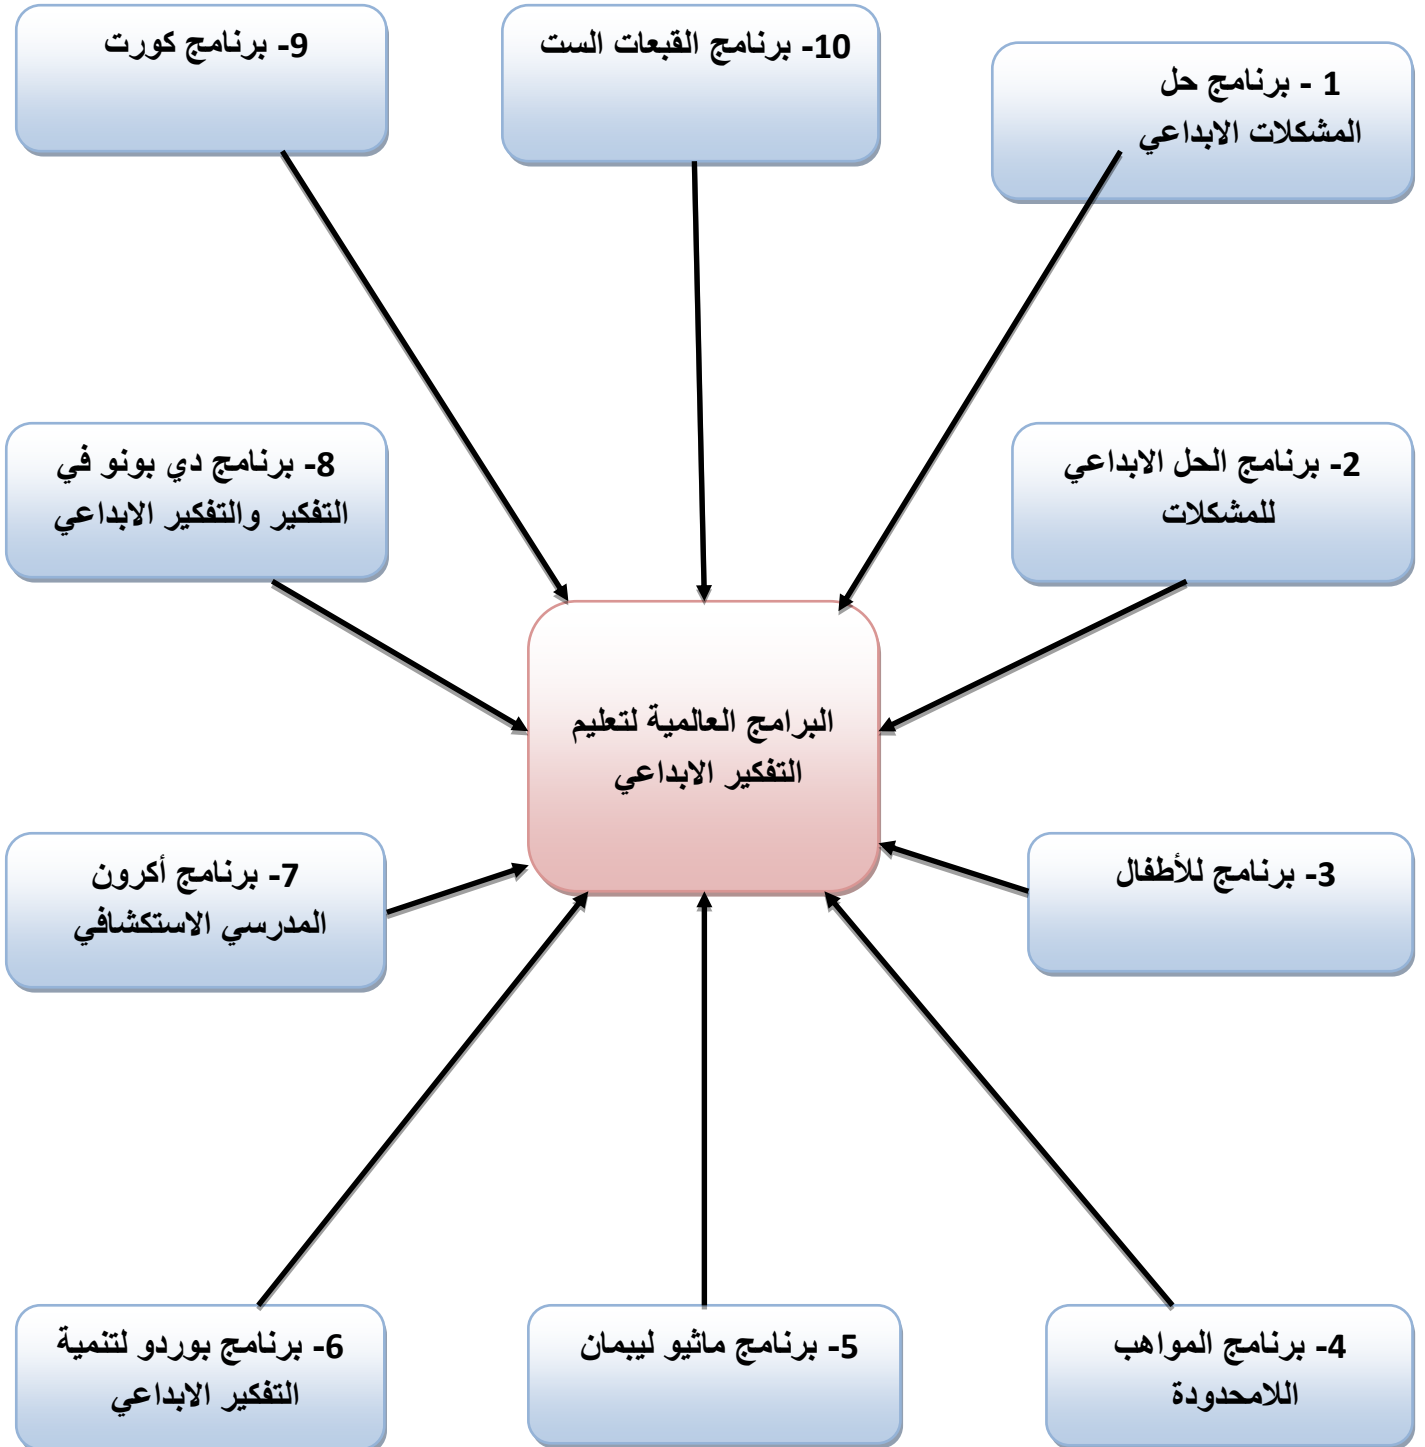 1 - برنامج حل
المشكلات الابداعي
2- برنامج الحل الابداعي
للمشكلات
3- برنامج للأطفال
4- برنامج المواهب
اللامحدودة
5- برنامج ماثيو ليبمان
6- برنامج بوردو لتنمية
التفكير الابداعي
7- برنامج أكرون
المدرسي الاستكشافي
8- برنامج دي بونو في
التفكير والتفكير الابداعي
9- برنامج كورت
10- برنامج القبعات الست
البرامج العالمية لتعليم
التفكير الابداعي